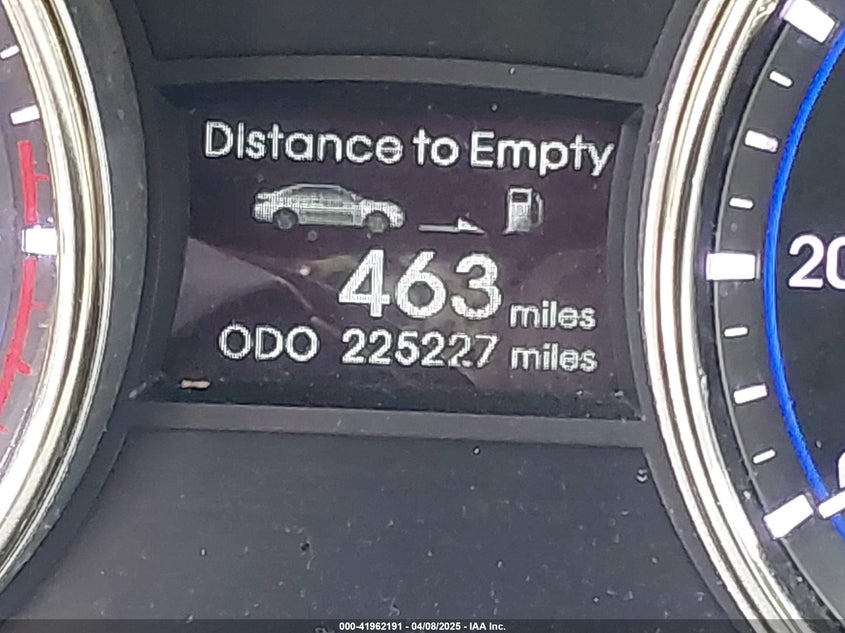 Distance to Empty
463 miles
ODO 225227 miles
20
000-41962191 - 04/08/2025 - IAA Inc.